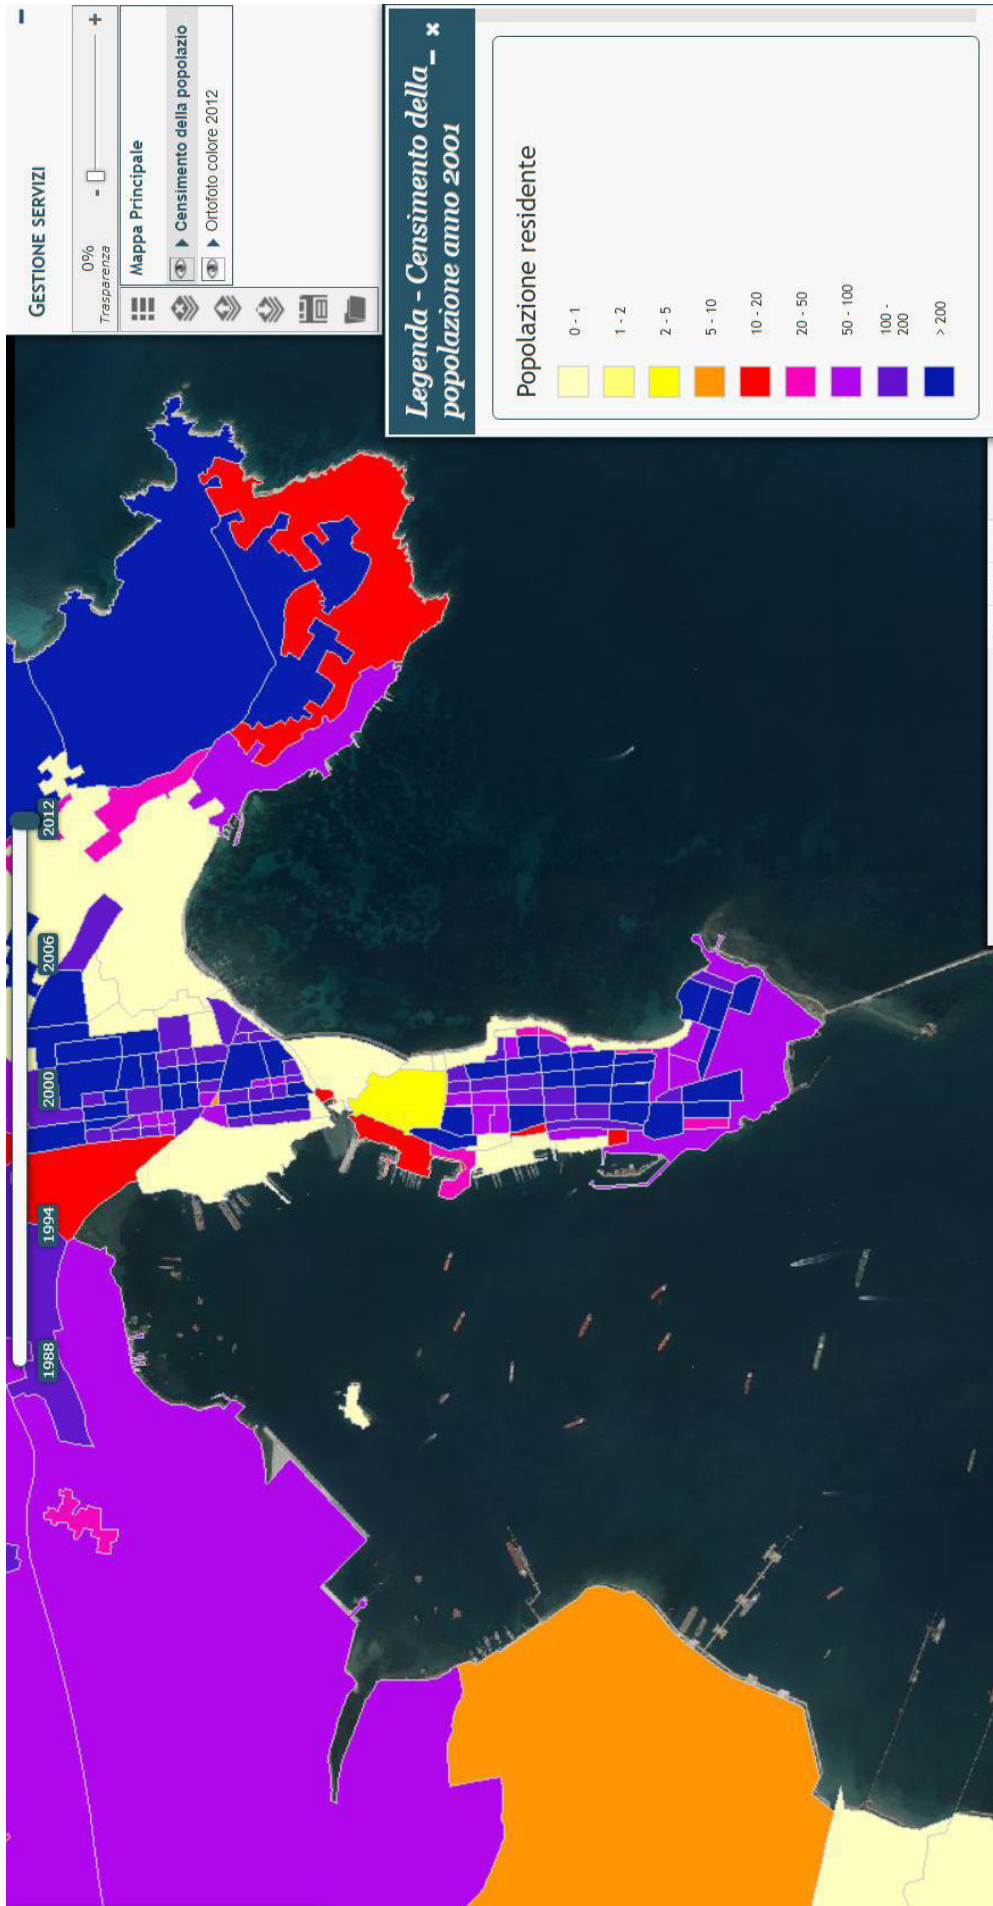 GESTIONE SERVIZI
–
0%
- +
Trasparenza
Mappa Principale
Censimento della popolazio
Ortofoto colore 2012
1988
1994
2000
2006
2012
Legenda - Censimento della
popolazione anno 2001
Popolazione residente
0 - 1
1 - 2
2 - 5
5 - 10
10 - 20
20 - 50
50 - 100
100 -
200
> 200